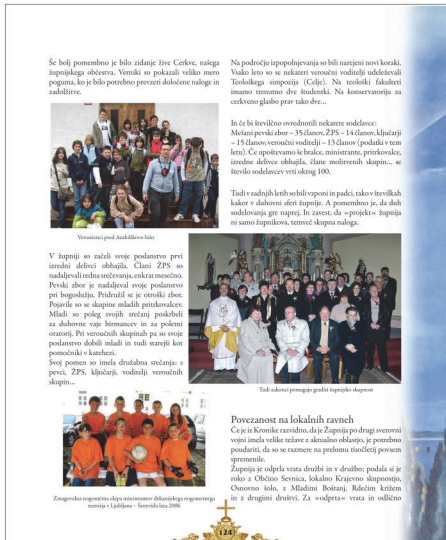 Še bolj pomembno je bilo zidanje žive Cerkve, našega
župnijskega občestva. Verniki so pokazali veliko mero
poguma, ko je bilo potrebno prevzeti določene naloge in
zadolžitve.
Veroučenci pred Andolškovo hišo
V župniji so začeli svoje poslanstvo prvi
izredni delivci obhajila. Člani ŽPS so
nadaljevali redna srečevanja, enkrat mesečno.
Pevski zbor je nadaljeval svoje poslanstvo
pri bogoslužju. Pridružil se je otroški zbor.
Pojavile so se skupine mladih pritrkovalcev.
Mladi so poleg svojih srečanj poskrbeli
za duhovne vaje birmancev in za poletni
oratorij. Pri veroučnih skupinah pa so svoje
poslanstvo dobili mladi in tudi starejši kot
pomočniki v katehezi.
Svoj pomen so imela družabna srečanja: s
pevci, ŽPS, ključarji, voditelji veroučnih
skupin...
Zmagovalna nogometna ekipa ministrantov dekanijskega nogometnega
turnirja v Ljubljana – Šentvidu leta 2006
Na področju izpopolnjevanja so bili narejeni novi koraki.
Vsako leto so se nekateri veroučni voditelji udeleževali
Teološkega simpozija (Celje). Na teološki fakulteti
imamo trenutno dve študentki. Na konservatoriju za
cerkveno glasbo prav tako dve...
In če bi številčno ovrednotili nekatere sodelavce:
Mešani pevski zbor – 35 članov, ŽPS – 14 članov, ključarji
– 15 članov, veroučni voditelji – 13 članov (podatki v tem
letu). Če upoštevamo še bralce, ministrante, pritrkovalce,
izredne delivce obhajila, člane molitvenih skupin... se
število sodelavcev vrti okrog 100.
Tudi v zadnjih letih so bili vzponi in padci, tako v številkah
kakor v duhovni sferi župnije. A pomembno je, da duh
sodelovanja gre naprej. In zavest, da »projekt« župnija
ni samo župnikova, temveč skupna naloga.
Tudi zakonci pomagajo graditi župnijsko skupnost
Povezanost na lokalnih ravneh
Če je iz Kronike razvidno, da je Župnija po drugi svetovni
vojni imela velike težave z aktualno oblastjo, je potrebno
poudariti, da so se razmere na prelomu tisočletij povsem
spremenile.
Župnija je odprla vrata družbi in v družbo; podala si je
roko z Občino Sevnica, lokalno Krajevno skupnostjo,
Osnovno šolo, z Mladimi Boštanj, Rdečim križem
in z drugimi društvi. Za »odprta« vrata in odlično
124